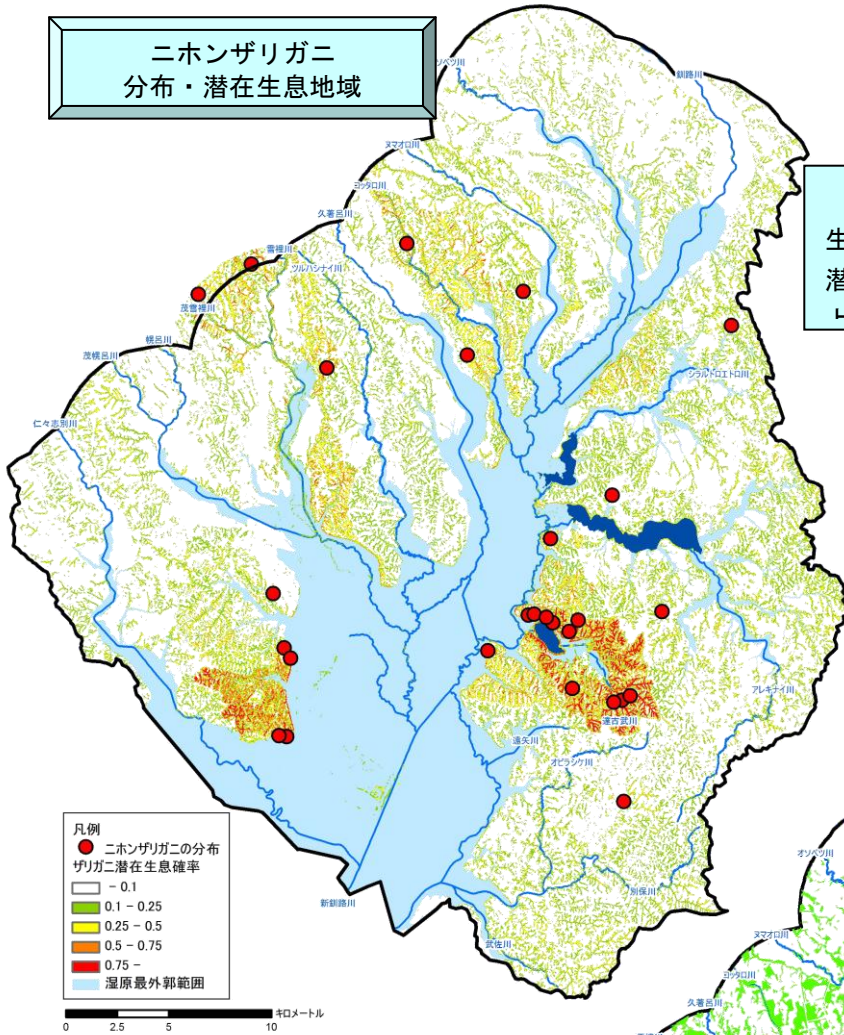 ニホンザリガニ
分布・潜在生息地域
オソベツ川
釧路川
ヌマオロ川
コッタロ川
久著呂川
雪裡川
ツルハシナイ川
茂雪裡川
幌呂川
茂幌呂川
仁々志別川
シラルトロエトロ川
アレキナイ川
達古武川
遠矢川
オビラシケ川
別保川
武佐川
新釧路川
生
潜
凡例
ニホンザリガニの分布
ザリガニ潜在生息確率
- 0.1
0.1 - 0.25
0.25 - 0.5
0.5 - 0.75
0.75 -
湿原最外郭範囲
キロメートル
0 2.5 5 10
オソベツ川
ヌマオロ川
コッタロ川
久著呂川